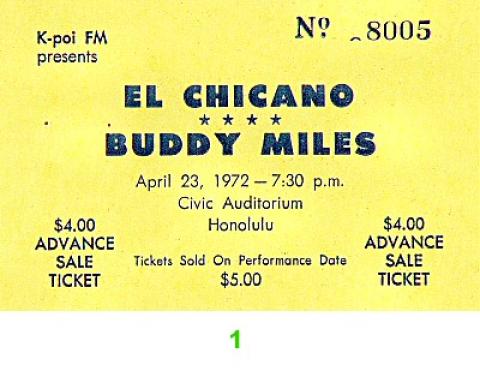 K-poi FM
presents
Nº 8005
EL CHICANO
★ ★ ★ ★
BUDDY MILES
April 23, 1972 – 7:30 p.m.
Civic Auditorium
Honolulu
$4.00
ADVANCE
SALE
TICKET
Tickets Sold On Performance Date
$5.00
$4.00
ADVANCE
SALE
TICKET
1